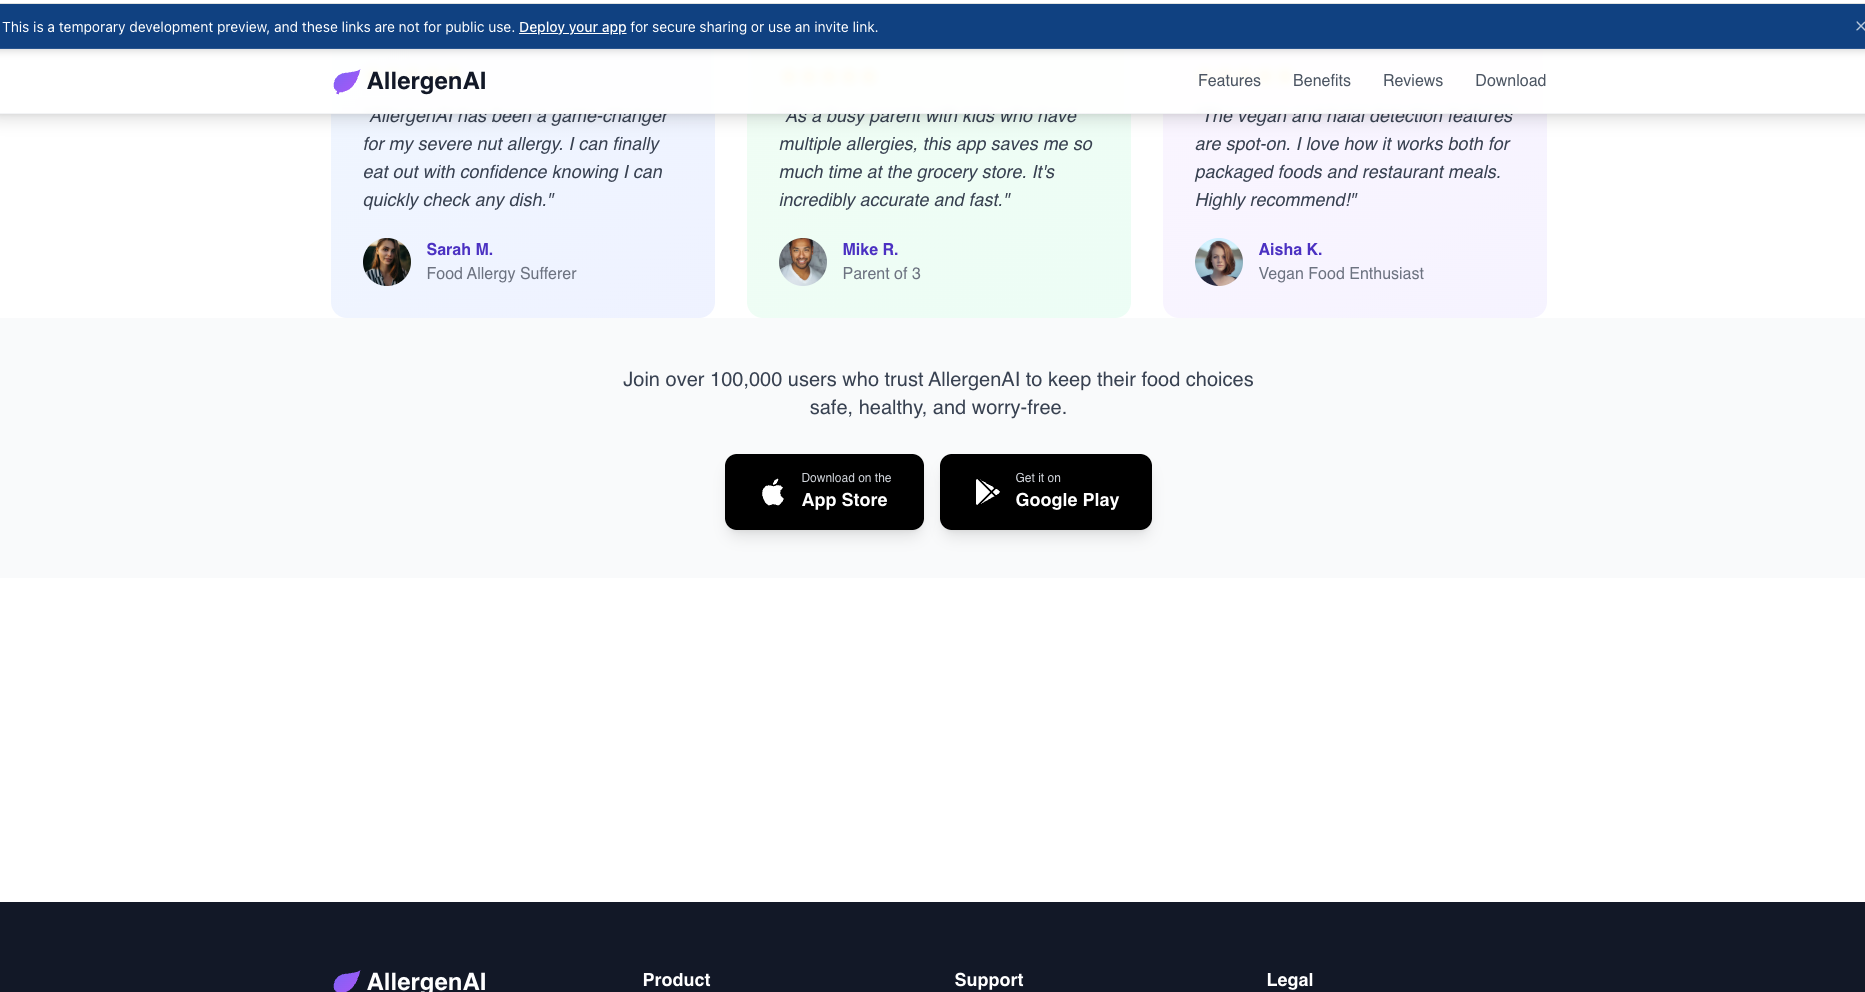 This is a temporary development preview, and these links are not for public use. Deploy your app for secure sharing or use an invite link.
AllergenAI
Features
Benefits
Reviews
Download
"AllergenAI has been a game-changer
for my severe nut allergy. I can finally
eat out with confidence knowing I can
quickly check any dish."
Sarah M.
Food Allergy Sufferer
"As a busy parent with kids who have
multiple allergies, this app saves me so
much time at the grocery store. It's
incredibly accurate and fast."
Mike R.
Parent of 3
"The vegan and halal detection features
are spot-on. I love how it works both for
packaged foods and restaurant meals.
Highly recommend!"
Aisha K.
Vegan Food Enthusiast
Join over 100,000 users who trust AllergenAI to keep their food choices
safe, healthy, and worry-free.
Download on the
App Store
Get it on
Google Play
AllergenAI
Product
Support
Legal